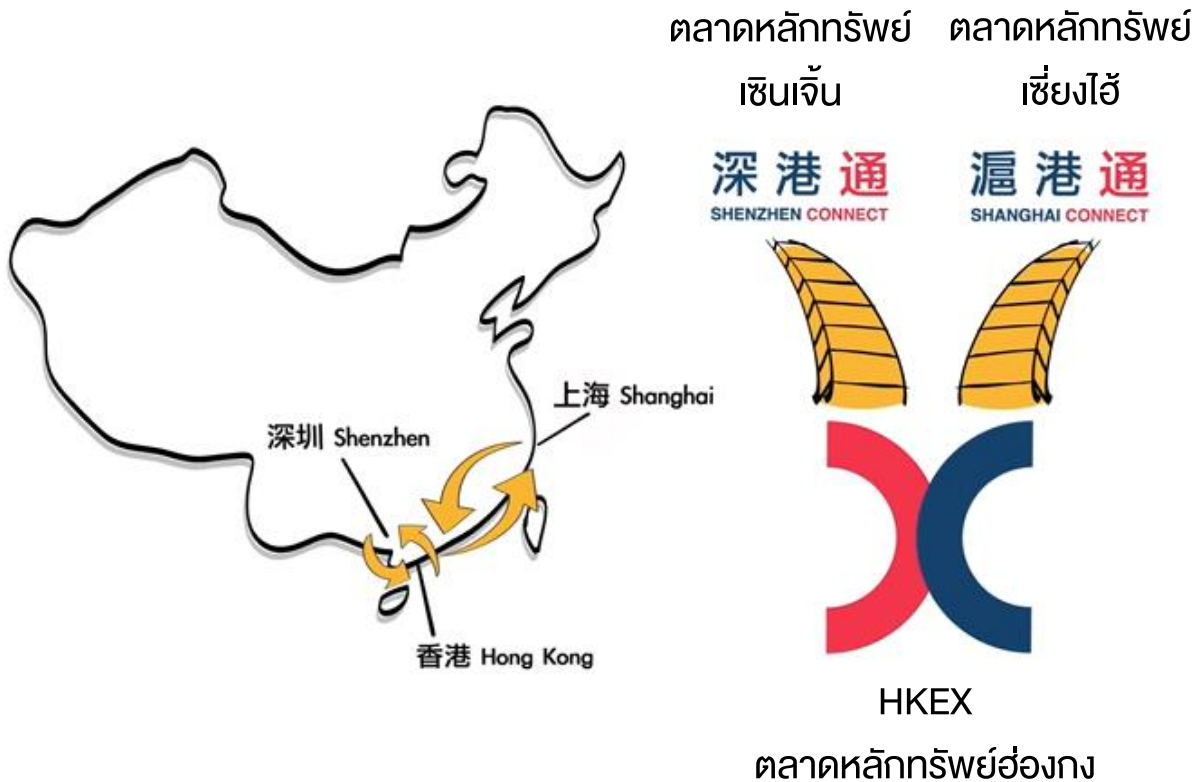 ตลาดหลักทรัพย์
เซินเจิ้น
ตลาดหลักทรัพย์
เซี่ยงไฮ้
深港通
SHENZHEN CONNECT
滬港通
SHANGHAI CONNECT
上海 Shanghai
深圳 Shenzhen
香港 Hong Kong
HKEX
ตลาดหลักทรัพย์ฮ่องกง